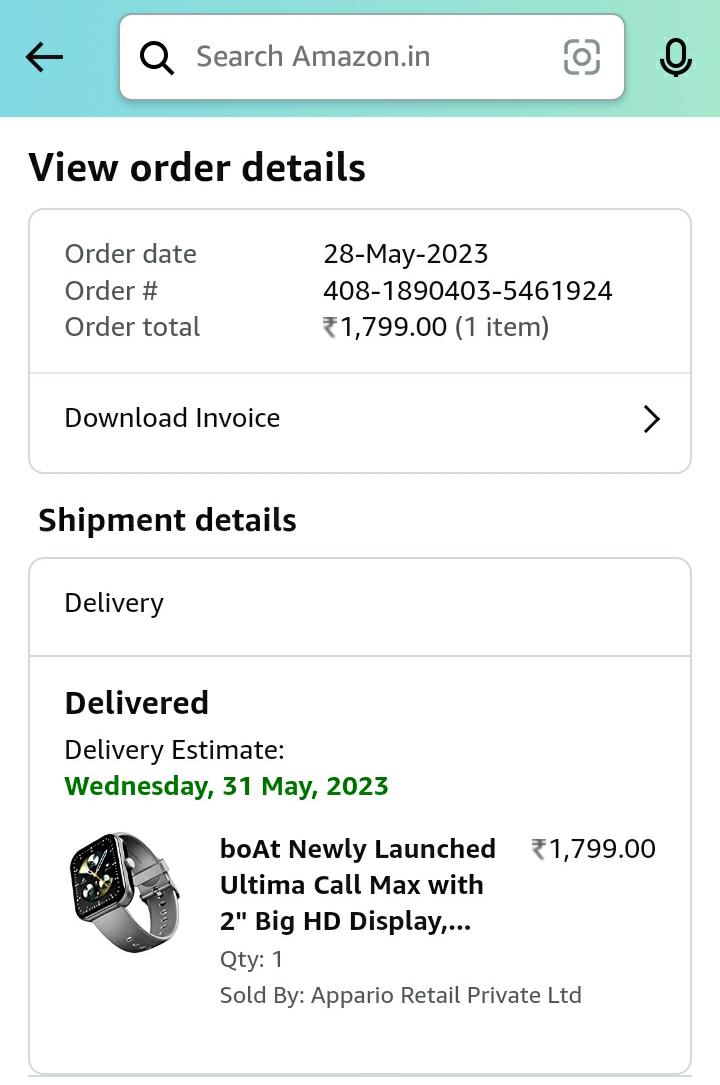 Search Amazon.in
View order details
Order date 28-May-2023
Order # 408-1890403-5461924
Order total ₹1,799.00 (1 item)
Download Invoice
Shipment details
Delivery
Delivered
Delivery Estimate:
Wednesday, 31 May, 2023
boAt Newly Launched ₹1,799.00
Ultima Call Max with
2" Big HD Display,...
Qty: 1
Sold By: Appario Retail Private Ltd